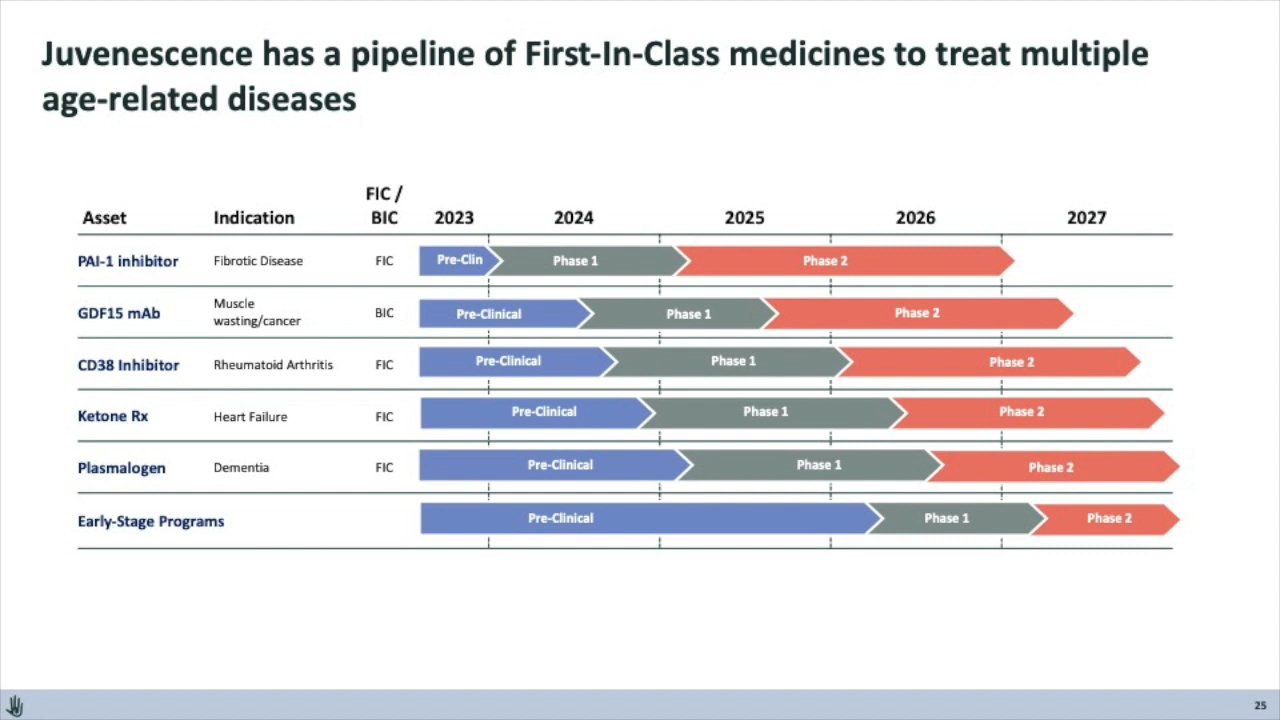 Juvenescence has a pipeline of First-In-Class medicines to treat multiple
age-related diseases
FIC /
Asset Indication BIC 2023 2024 2025 2026 2027
PAI-1 inhibitor Fibrotic Disease FIC Pre-Clin Phase 1 Phase 2
GDF15 mAb Muscle wasting/cancer BIC Pre-Clinical Phase 1 Phase 2
CD38 Inhibitor Rheumatoid Arthritis FIC Pre-Clinical Phase 1 Phase 2
Ketone Rx Heart Failure FIC Pre-Clinical Phase 1 Phase 2
Plasmalogen Dementia FIC Pre-Clinical Phase 1 Phase 2
Early-Stage Programs Pre-Clinical Phase 1 Phase 2
25